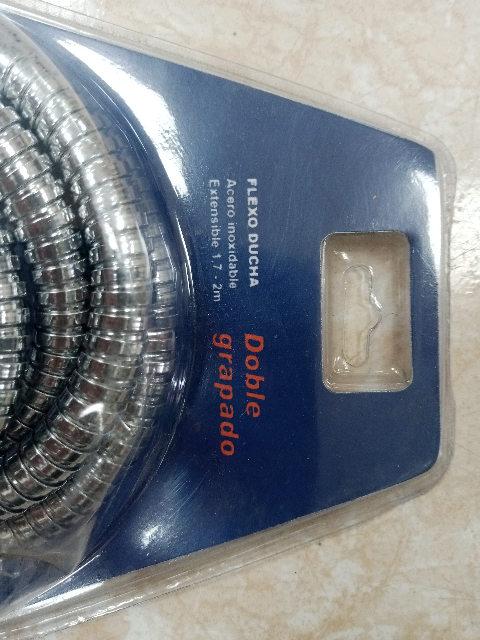 FLEXO DUCHA
Acero inoxidable
Extensible 1,7 - 2m
Doble
grapado